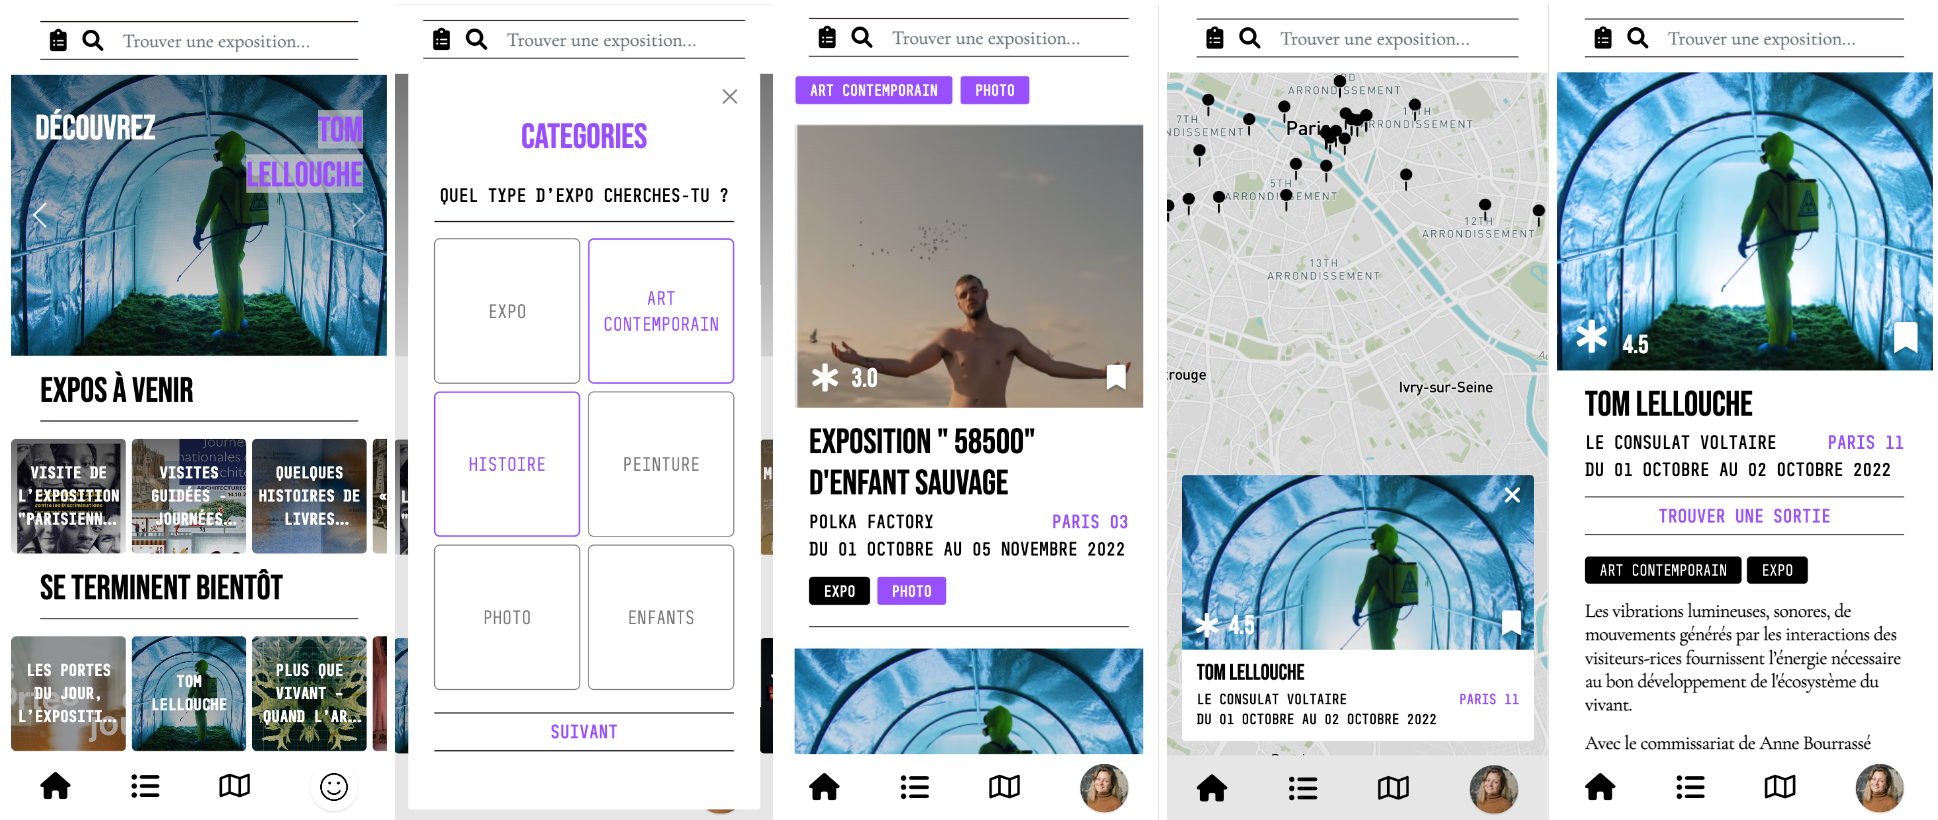 Trouver une exposition...
DÉCOUVREZ
TOM
LELLOUCHE
EXPOS À VENIR
VISITE DE
L'EXPOSITION
"PARISIENN...
VISITES
GUIDÉES -
JOURNÉES...
QUELQUES
HISTOIRES DE
LIVRES...
SE TERMINENT BIENTÔT
LES PORTES
DU JOUR,
L'EXPOSITI...
TOM
LELLOUCHE
PLUS QUE
VIVANT -
QUAND L'AR...
Trouver une exposition...
CATEGORIES
QUEL TYPE D'EXPO CHERCHES-TU ?
EXPO
ART
CONTEMPORAIN
HISTOIRE
PEINTURE
PHOTO
ENFANTS
SUIVANT
Trouver une exposition...
ART CONTEMPORAIN
PHOTO
3.0
EXPOSITION " 58500"
D'ENFANT SAUVAGE
POLKA FACTORY
PARIS 03
DU 01 OCTOBRE AU 05 NOVEMBRE 2022
EXPO
PHOTO
Trouver une exposition...
ARRONDISSEMENT
7TH
Paris
5TH
ARRONDISSEMENT
12TH
ARRONDISSEMENT
13TH
ARRONDISSEMENT
Ivry-sur-Seine
4.5
TOM LELLOUCHE
LE CONSULAT VOLTAIRE
PARIS 11
DU 01 OCTOBRE AU 02 OCTOBRE 2022
Trouver une exposition...
4.5
TOM LELLOUCHE
LE CONSULAT VOLTAIRE
PARIS 11
DU 01 OCTOBRE AU 02 OCTOBRE 2022
TROUVER UNE SORTIE
ART CONTEMPORAIN
EXPO
Les vibrations lumineuses, sonores, de
mouvements générés par les interactions des
visiteurs-rices fournissent l'énergie nécessaire
au bon développement de l'écosystème du
vivant.
Avec le commissariat de Anne Bourrassé